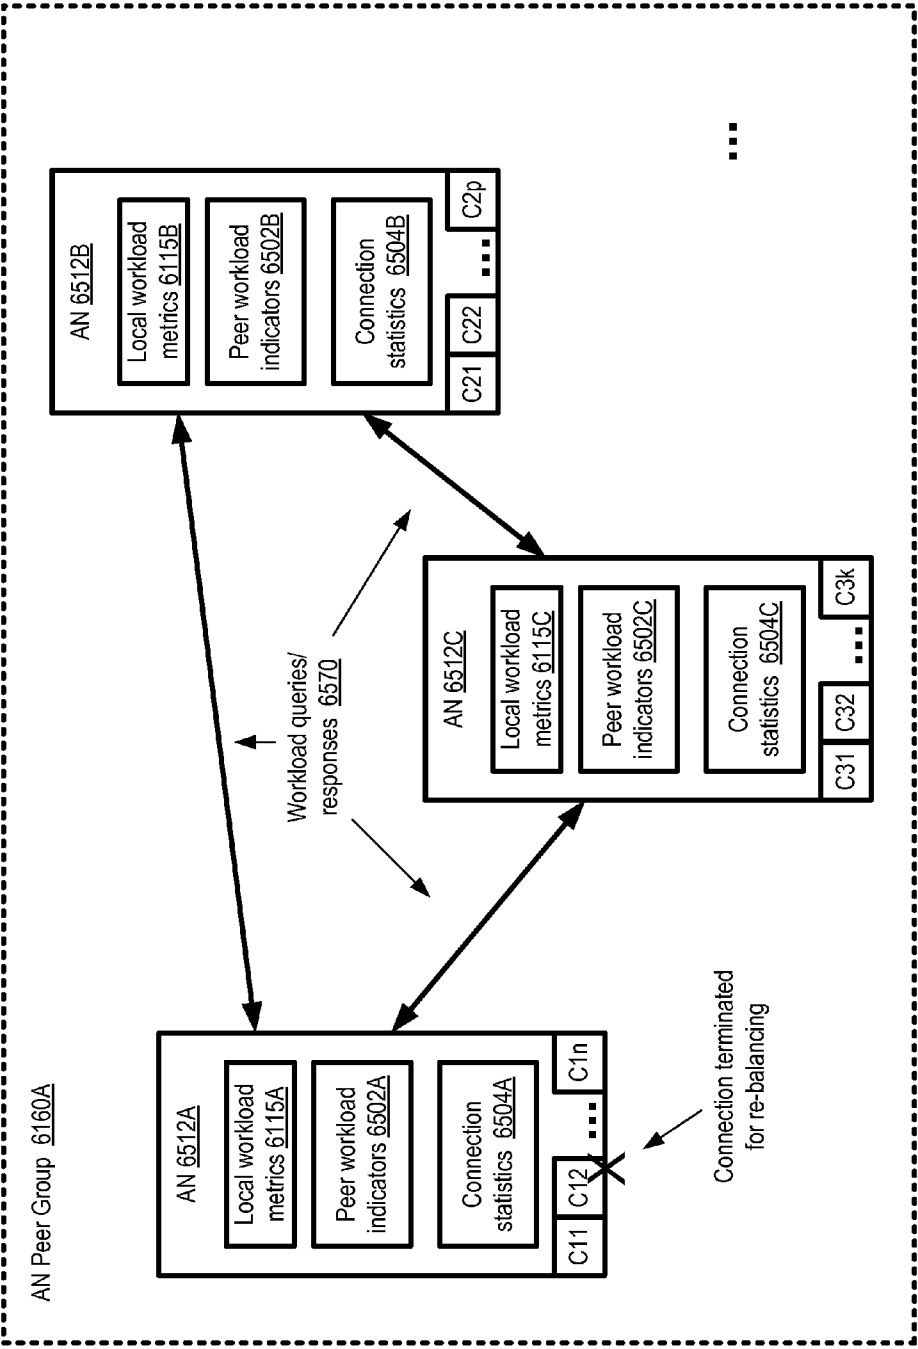 AN Peer Group 6160A
AN 6512A
Local workload
metrics 6115A
Peer workload
indicators 6502A
Connection
statistics 6504A
C11
C12
...
C1n
Connection terminated
for re-balancing
Workload queries/
responses 6570
AN 6512C
Local workload
metrics 6115C
Peer workload
indicators 6502C
Connection
statistics 6504C
C31
C32
...
C3k
AN 6512B
Local workload
metrics 6115B
Peer workload
indicators 6502B
Connection
statistics 6504B
C21
C22
...
C2p
...